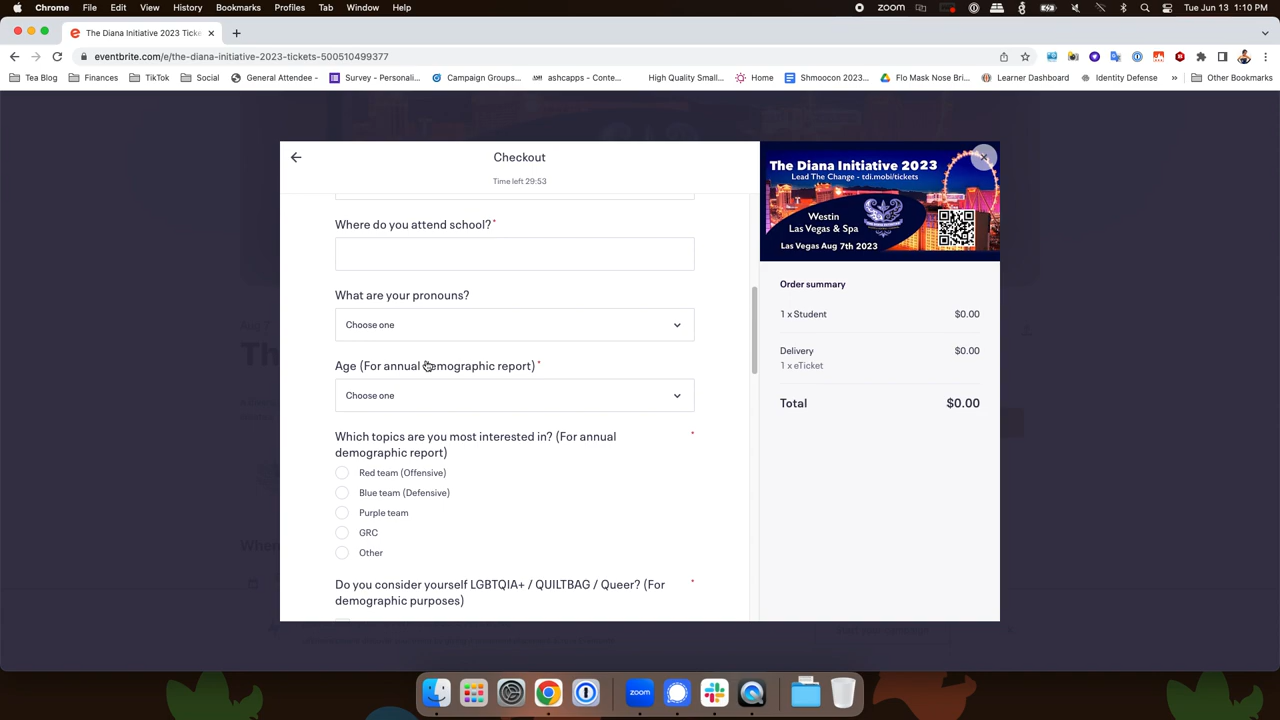 Chrome File Edit View History Bookmarks Profiles Tab Window Help
zoom Tue Jun 13 1:10 PM
The Diana Initiative 2023 Ticke
eventbrite.com/e/the-diana-initiative-2023-tickets-500510499377
Tea Blog Finances TikTok Social General Attendee - Survey - Personali... Campaign Groups... ashcapps - Conte... High Quality Small... Home Shmoocon 2023... Flo Mask Nose Bri... Learner Dashboard Identity Defense » Other Bookmarks
Checkout
Time left 29:53
Where do you attend school?*
What are your pronouns?
Choose one
Age (For annual demographic report)*
Choose one
Which topics are you most interested in? (For annual *
demographic report)
Red team (Offensive)
Blue team (Defensive)
Purple team
GRC
Other
Do you consider yourself LGBTQIA+ / QUILTBAG / Queer? (For *
demographic purposes)
The Diana Initiative 2023
Lead The Change - tdi.mobi/tickets
Westin
Las Vegas & Spa
Las Vegas Aug 7th 2023
Order summary
1 x Student $0.00
Delivery $0.00
1 x eTicket
Total $0.00
Aug 7
Th
When
zoom